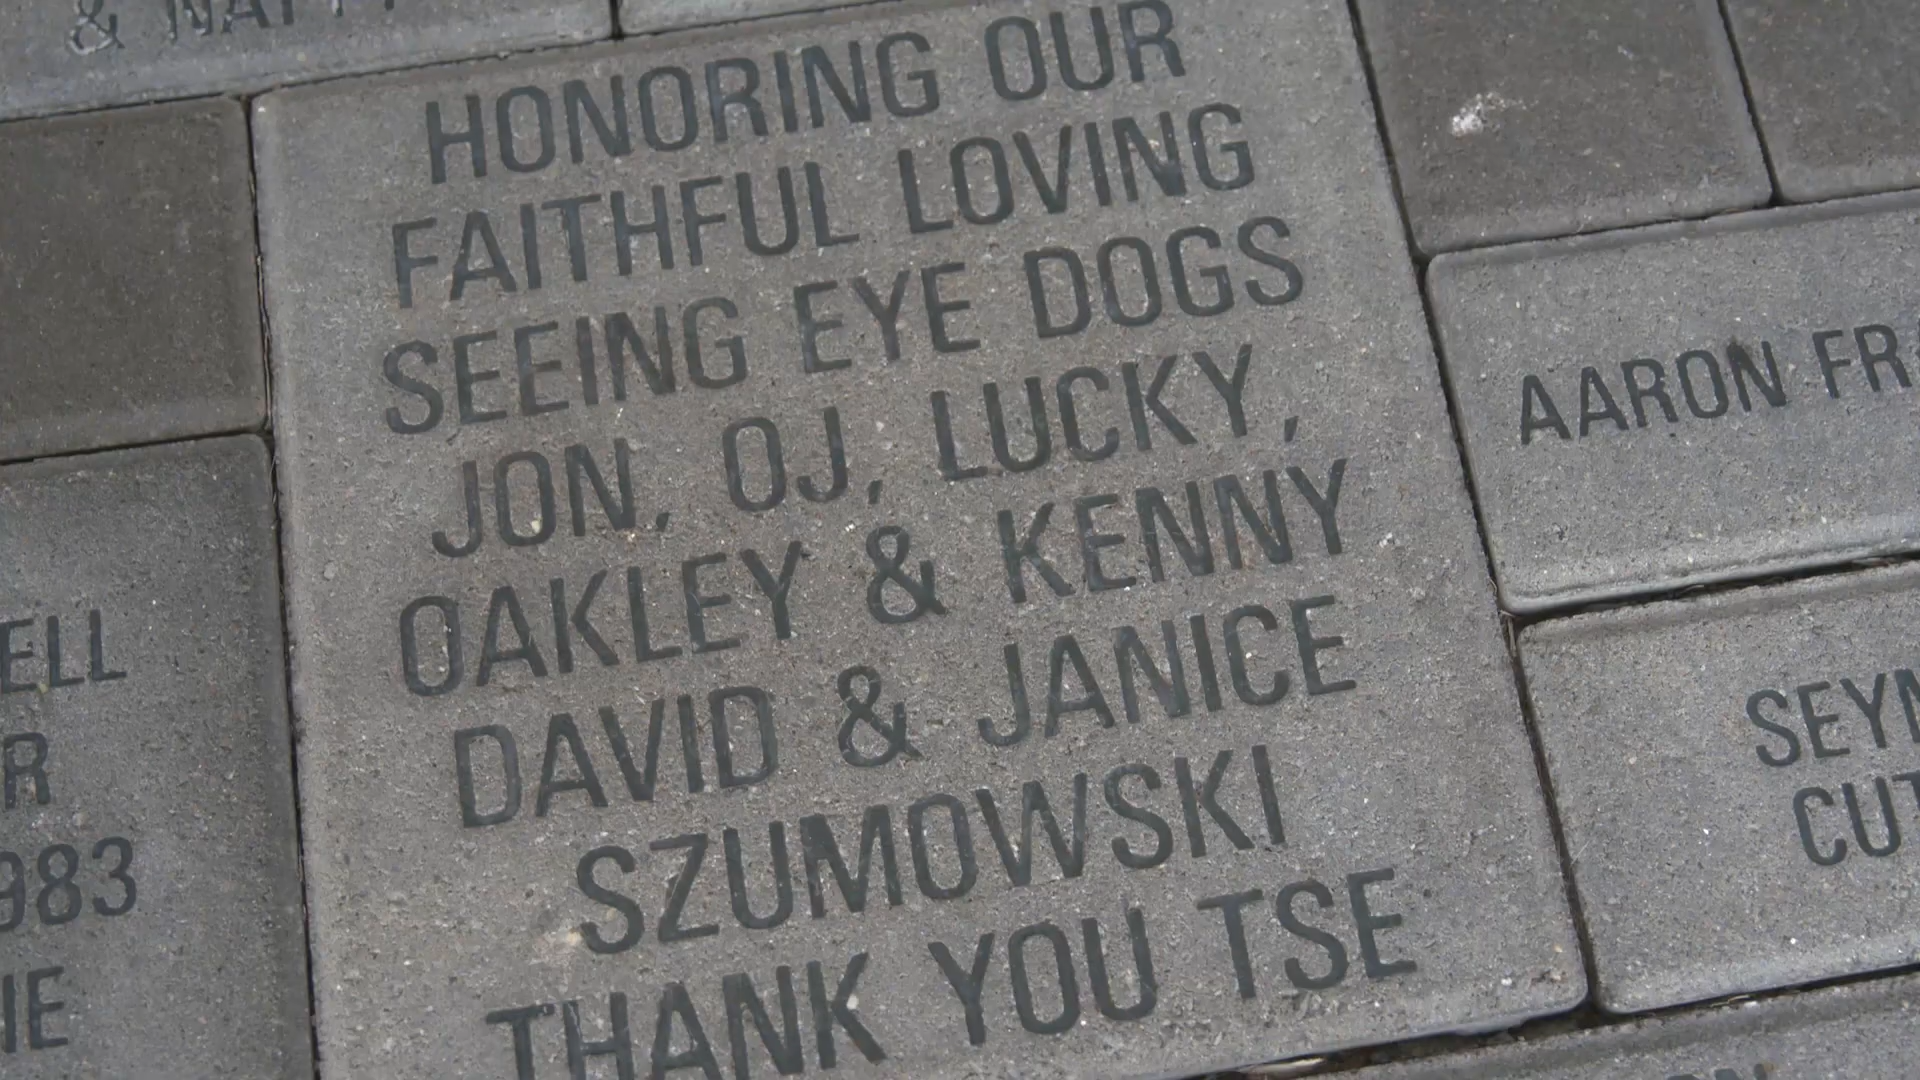 HONORING OUR
FAITHFUL LOVING
SEEING EYE DOGS
JON, OJ, LUCKY,
OAKLEY & KENNY
DAVID & JANICE
SZUMOWSKI
THANK YOU TSE
AARON
&